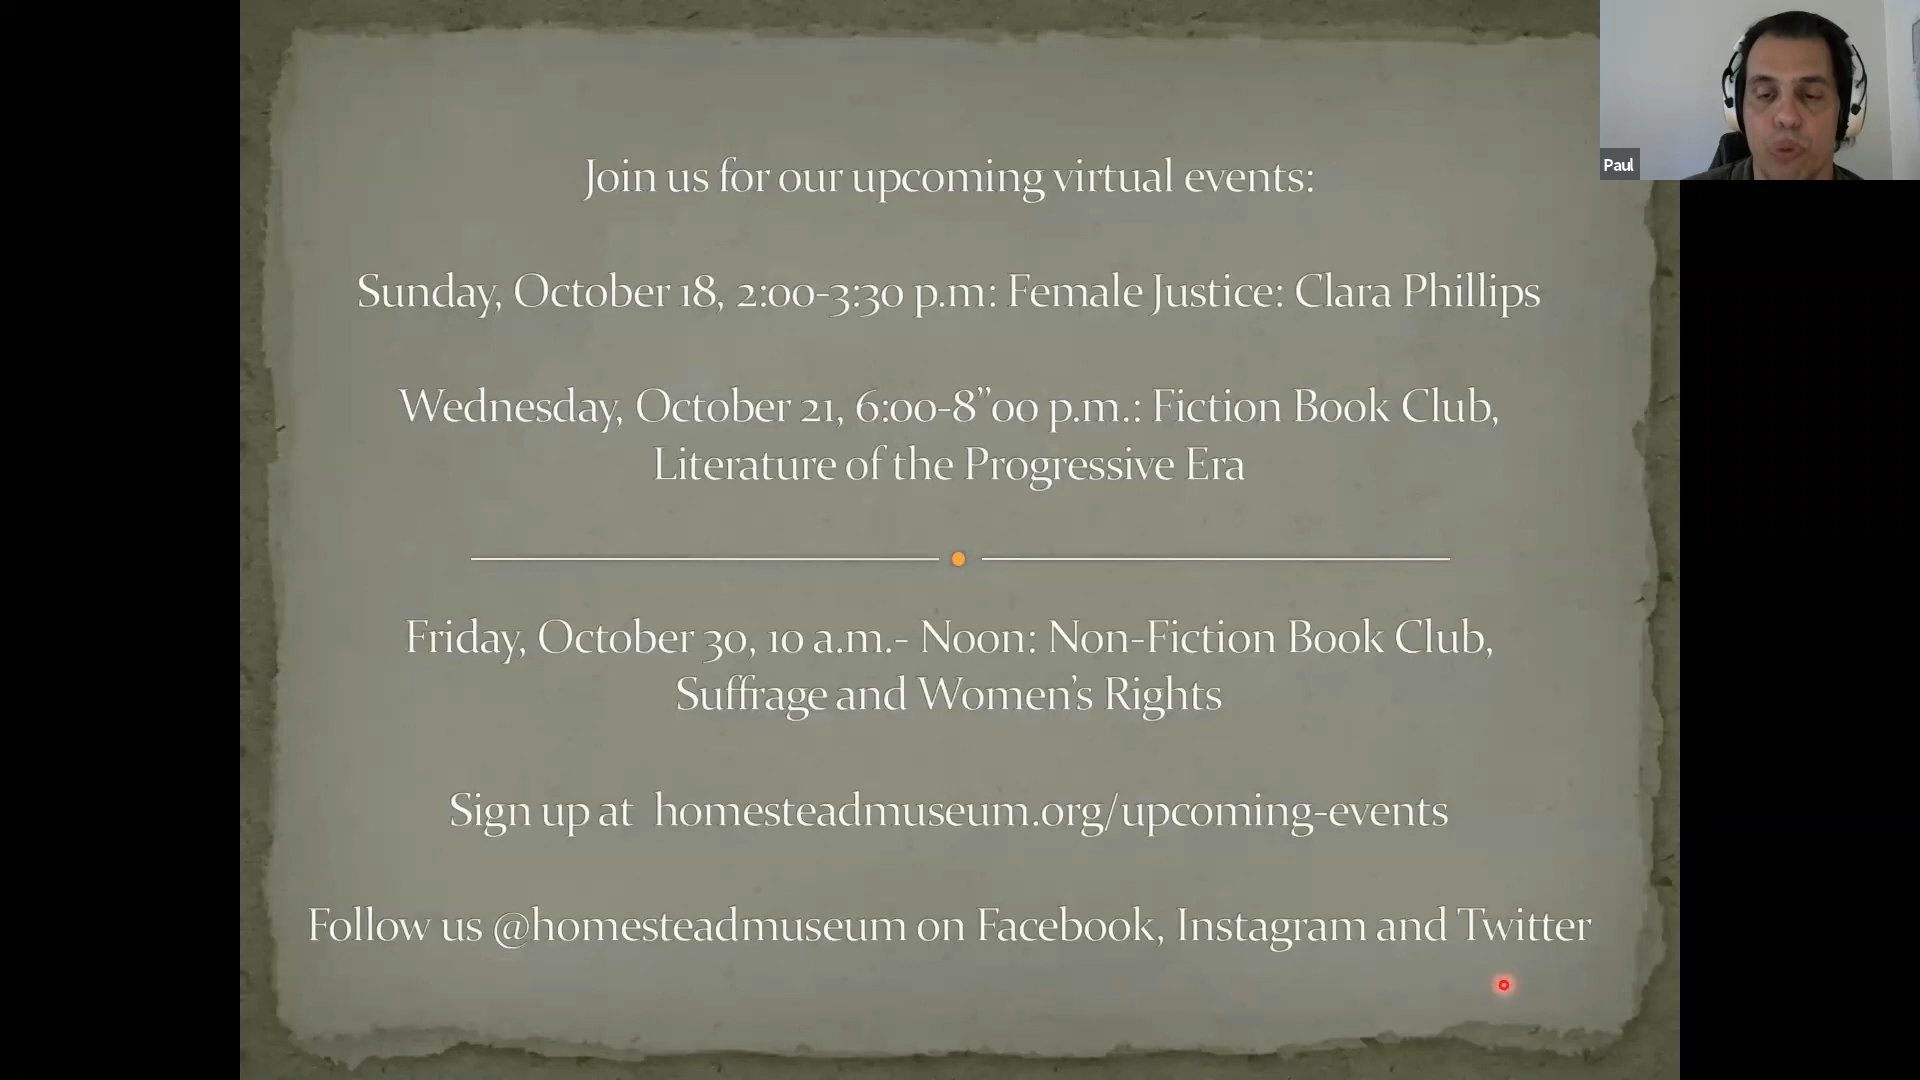 Join us for our upcoming virtual events:
Sunday, October 18, 2:00-3:30 p.m: Female Justice: Clara Phillips
Wednesday, October 21, 6:00-8”00 p.m.: Fiction Book Club,
Literature of the Progressive Era
Friday, October 30, 10 a.m.- Noon: Non-Fiction Book Club,
Suffrage and Women’s Rights
Sign up at  homesteadmuseum.org/upcoming-events
Follow us @homesteadmuseum on Facebook, Instagram and Twitter
Paul